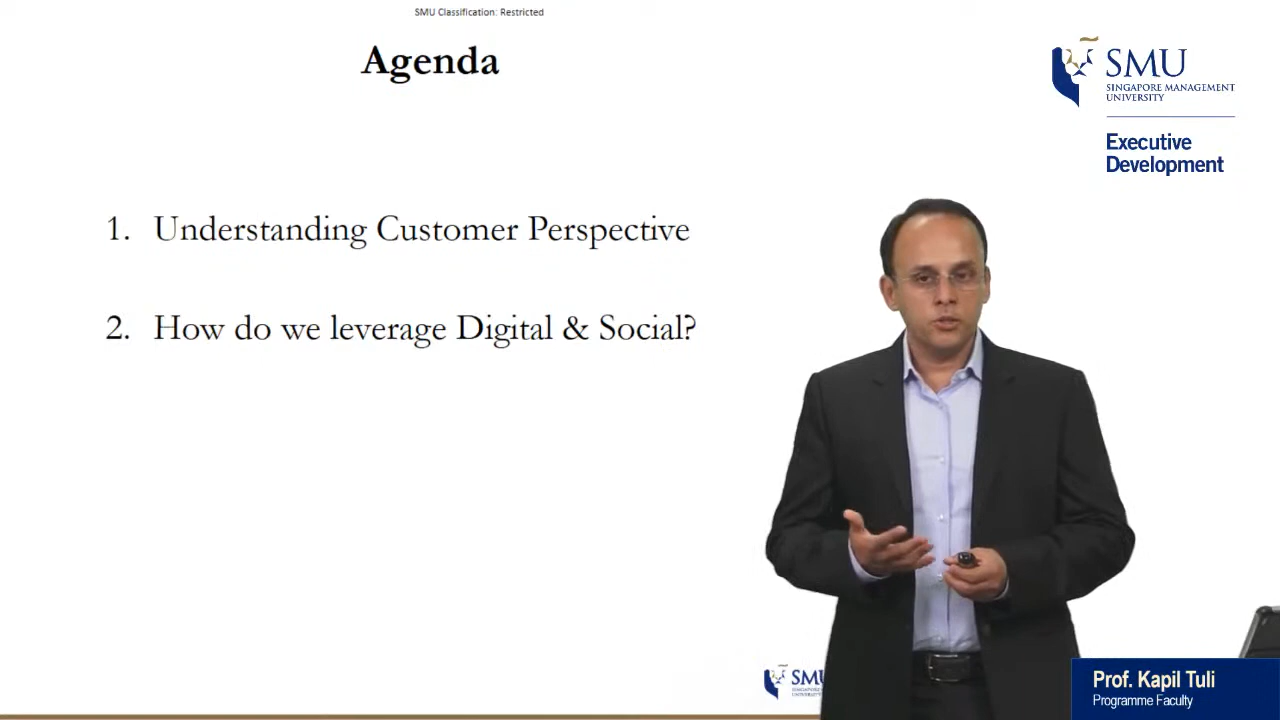 SMU Classification: Restricted
Agenda
SMU
SINGAPORE MANAGEMENT
UNIVERSITY
Executive
Development
1. Understanding Customer Perspective
2. How do we leverage Digital & Social?
SMU
Prof. Kapil Tuli
Programme Faculty